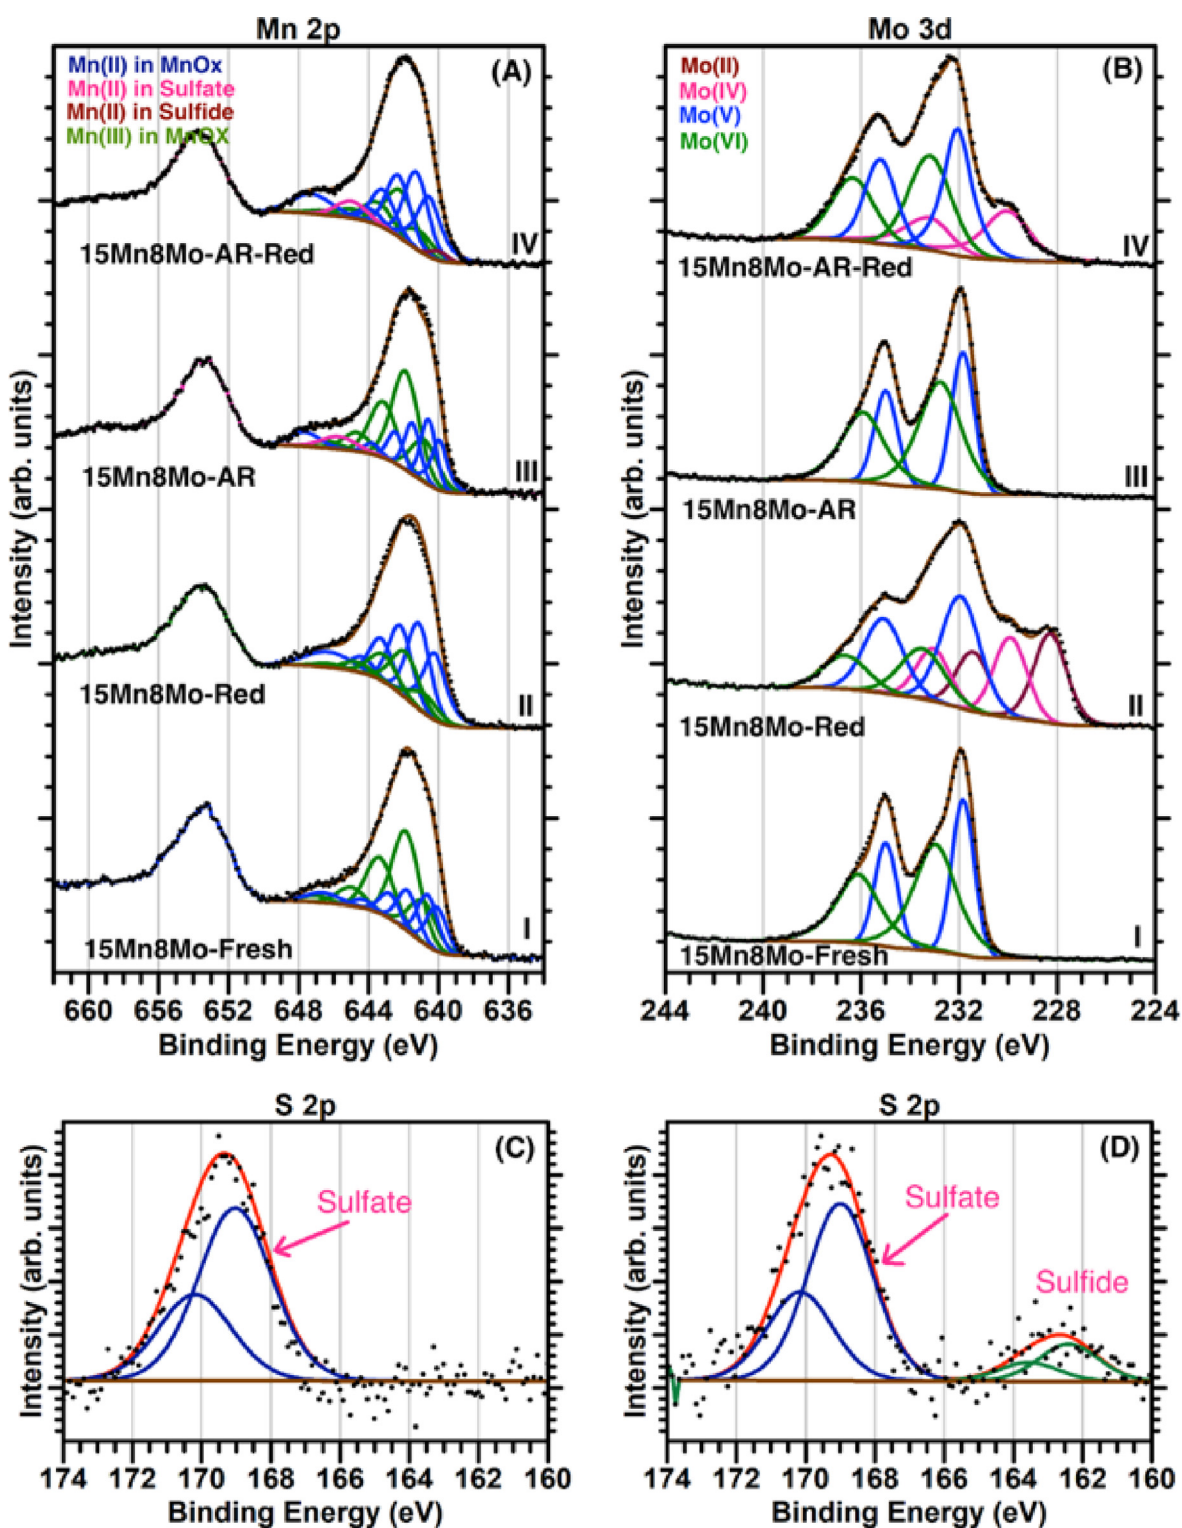 Mn 2p
Mn(II) in MnOx
Mn(II) in Sulfate
Mn(II) in Sulfide
Mn(III) in MnOX
(A)
15Mn8Mo-AR-Red
IV
15Mn8Mo-AR
III
15Mn8Mo-Red
II
15Mn8Mo-Fresh
I
Intensity (arb. units)
Intensity (arb. units)
660 656 652 648 644 640 636
Binding Energy (eV)
Mo 3d
Mo(II)
Mo(IV)
Mo(V)
Mo(VI)
(B)
15Mn8Mo-AR-Red
IV
15Mn8Mo-AR
III
15Mn8Mo-Red
II
15Mn8Mo-Fresh
I
244 240 236 232 228 224
Binding Energy (eV)
S 2p
(C)
Sulfate
Intensity (arb. units)
174 172 170 168 166 164 162 160
Binding Energy (eV)
S 2p
(D)
Sulfate
Sulfide
Intensity (arb. units)
174 172 170 168 166 164 162 160
Binding Energy (eV)